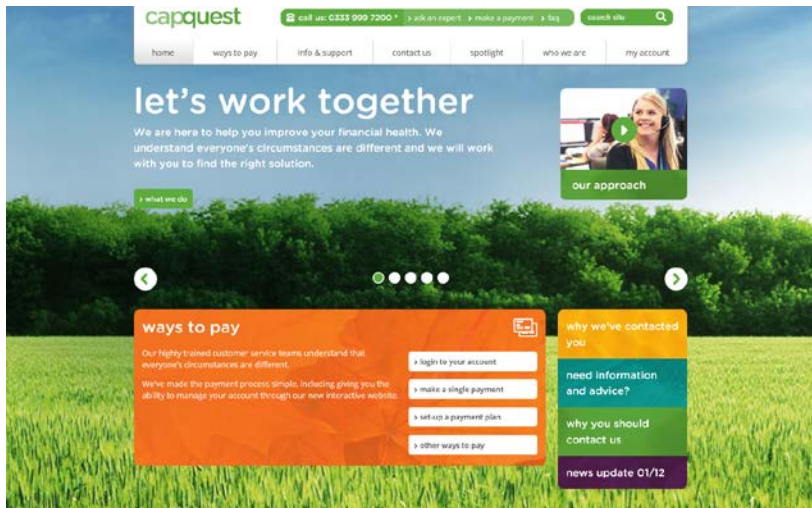 capquest
call us: 0333 999 7200 * > ask an expert > make a payment > faq
search site
home ways to pay info & support contact us spotlight who we are my account
let's work together
We are here to help you improve your financial health. We
understand everyone's circumstances are different and we will work
with you to find the right solution.
> what we do
our approach
ways to pay
Our highly trained customer service teams understand that
everyone's circumstances are different.
We've made the payment process simple, including giving you the
ability to manage your account through our new interactive website.
> login to your account
> make a single payment
> set-up a payment plan
> other ways to pay
why we've contacted
you
need information
and advice?
why you should
contact us
news update 01/12